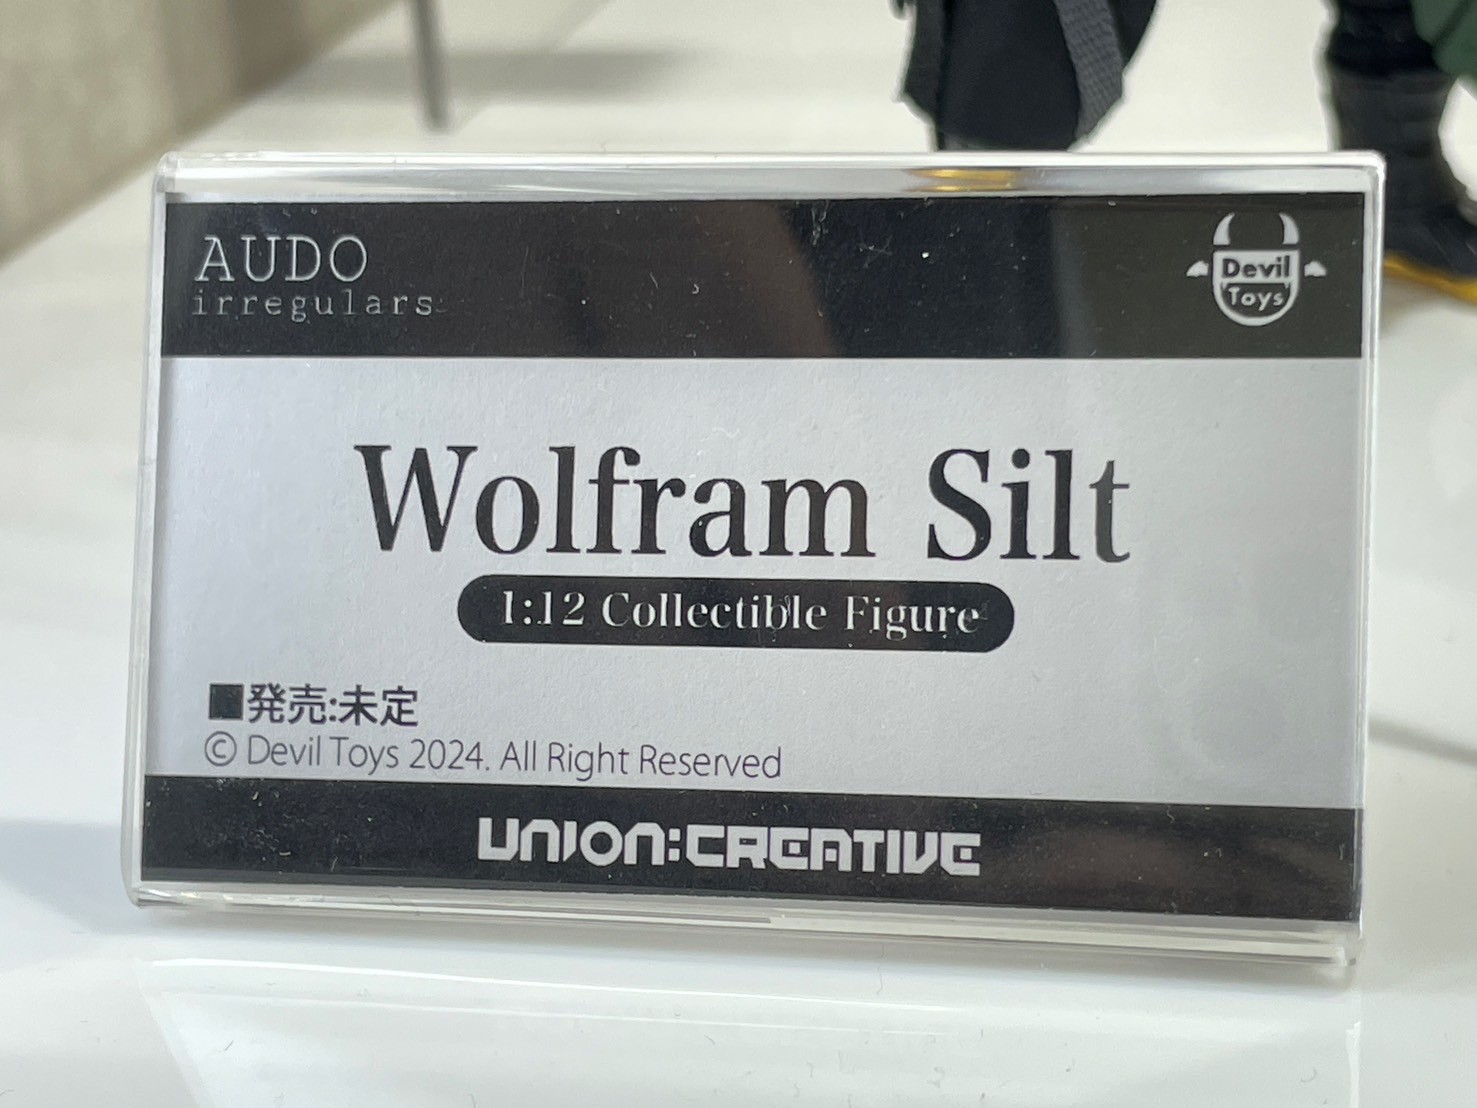 AUDO
irregulars
Devil
Toys
Wolfram Silt
1:12 Collectible Figure
■発売:未定
© Devil Toys 2024. All Right Reserved
UNION:CREATIVE